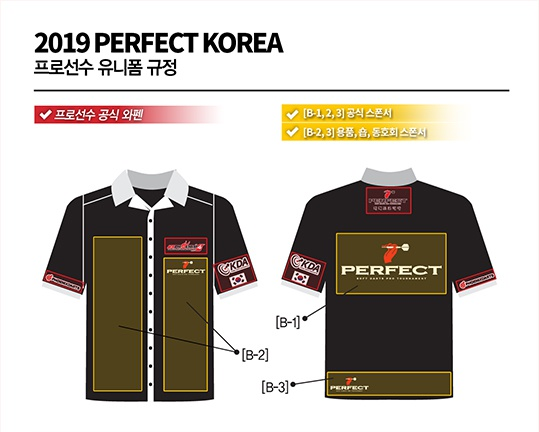 2019 PERFECT KOREA
프로선수 유니폼 규정
프로선수 공식 와펜
[B-1, 2, 3] 공식 스폰서
[B-2, 3] 용품, 숍, 동호회 스폰서
PERFECT
KDA
PERFECT
KDA
PERFECT
SOFT DARTS PRO TOURNAMENT
[B-1]
[B-2]
[B-3]
PERFECT